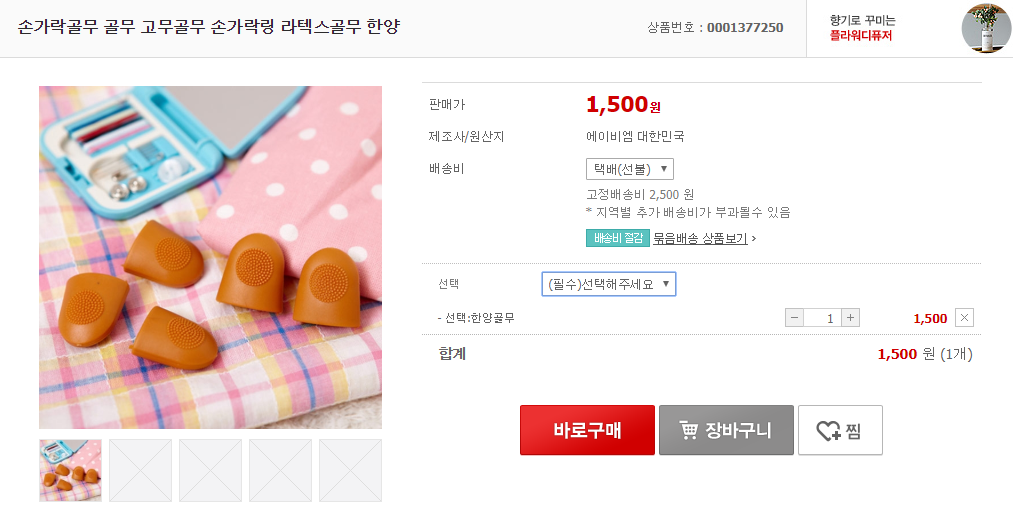 손가락골무 골무 고무골무 손가락링 라텍스골무 한양
상품번호 : 0001377250
향기로 꾸미는
플라워디퓨저
판매가
1,500원
제조사/원산지
에이비엠 대한민국
배송비
택배(선불) ▼
고정배송비 2,500 원
* 지역별 추가 배송비가 부과될수 있음
배송비 절감 묶음배송 상품보기 ›
선택
(필수)선택해주세요 ▼
- 선택:한양골무
− 1 +
1,500 ×
합계
1,500 원 (1개)
바로구매
장바구니
찜